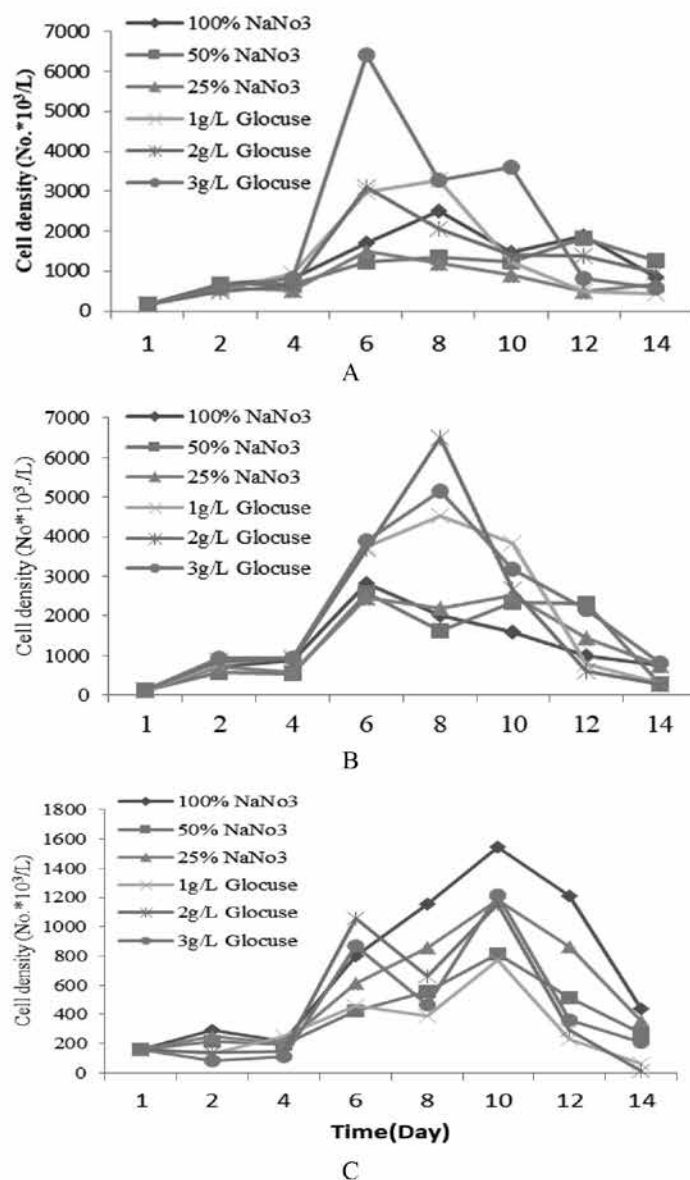 7000
6000
5000
4000
3000
2000
1000
0
Cell density (No.*10³/L)
100% NaNo3
50% NaNo3
25% NaNo3
1g/L Glocuse
2g/L Glocuse
3g/L Glocuse
1 2 4 6 8 10 12 14
A
7000
6000
5000
4000
3000
2000
1000
0
Cell density (No*10³./L)
100% NaNo3
50% NaNo3
25% NaNo3
1g/L Glocuse
2g/L Glocuse
3g/L Glocuse
1 2 4 6 8 10 12 14
B
1800
1600
1400
1200
1000
800
600
400
200
0
Cell density (No.*10³/L)
100% NaNo3
50% NaNo3
25% NaNo3
1g/L Glocuse
2g/L Glocuse
3g/L Glocuse
1 2 4 6 8 10 12 14
Time(Day)
C